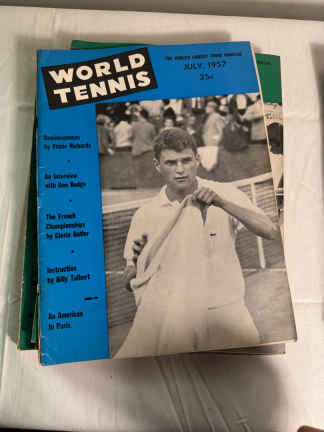 WORLD
TENNIS
THE WORLD'S LARGEST TENNIS MAGAZINE
JULY, 1957
35¢
Reminiscences
by Vinnie Richards
An Interview
with Don Budge
The French
Championships
by Gloria Butler
Instruction
by Billy Talbert
An American
In Paris